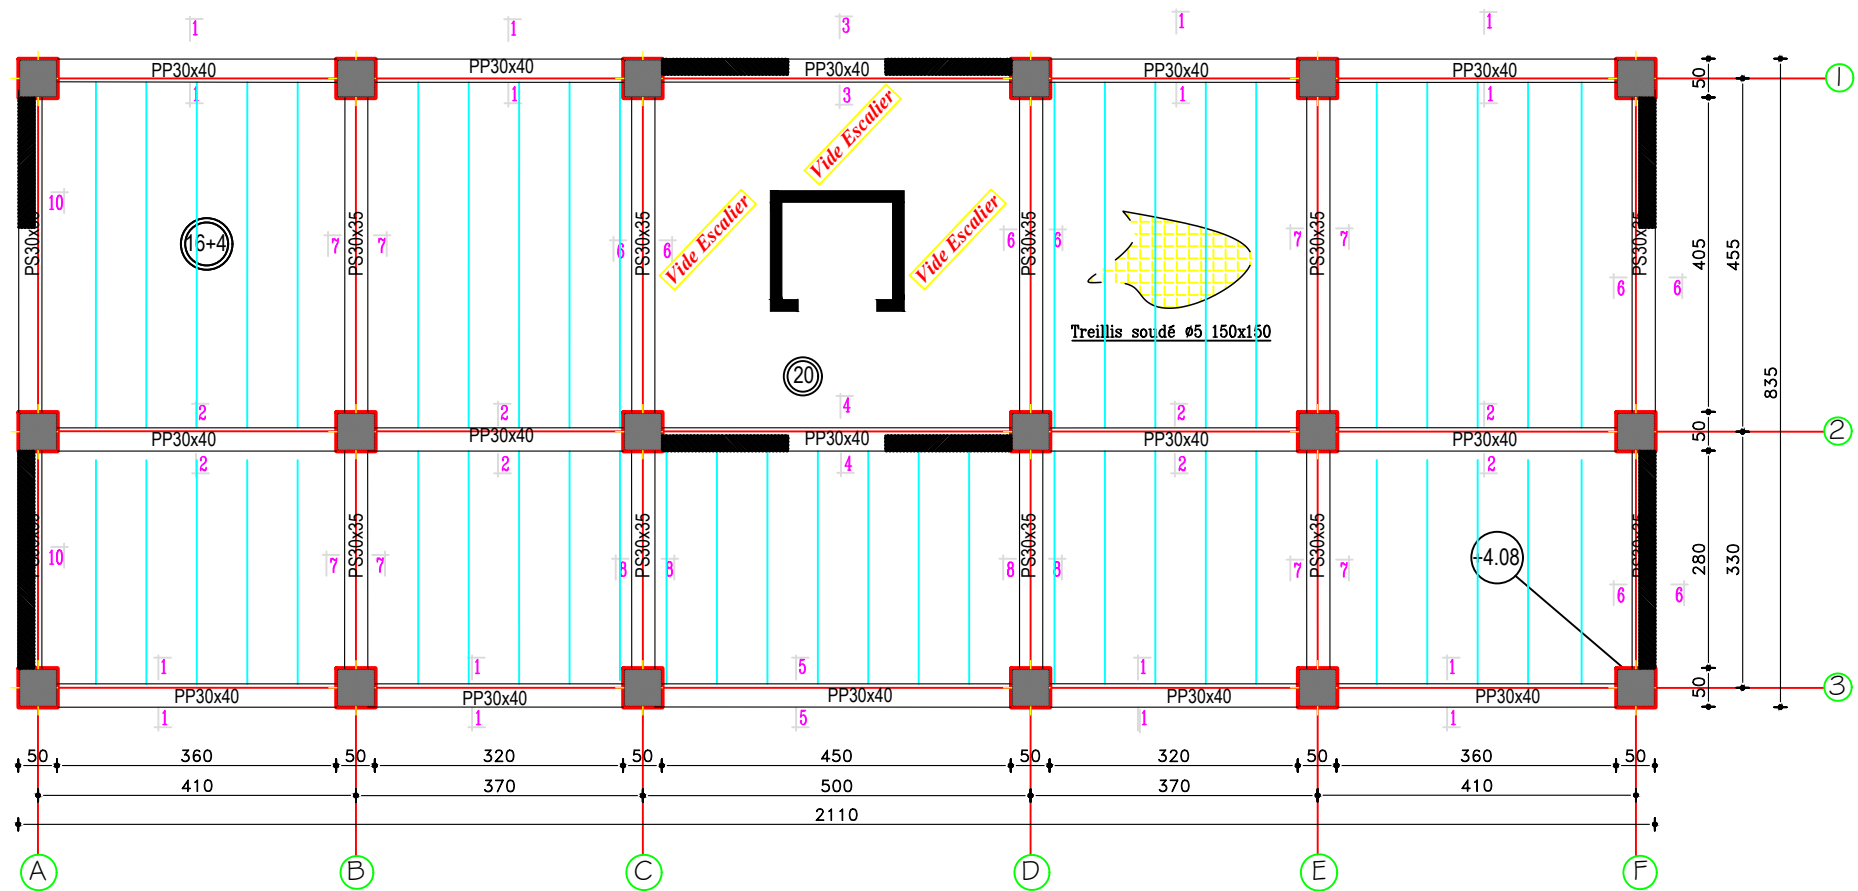 1 1 3 1 1
PP30x40 PP30x40 PP30x40 PP30x40 PP30x40 1
1 1 3 1 1
50
Vide Escalier
Vide Escalier
Vide Escalier
10 16+4 7 7 6 6 6 6 7 7 6 6
PS30x35 PS30x35 PS30x35 PS30x35 PS30x35 PS30x35
405 455
Treillis soudé ø5 150x150
20
835
2 2 4 2 2
PP30x40 PP30x40 PP30x40 PP30x40 PP30x40 50 2
2 2 4 2 2
10 7 7 8 8 8 8 7 7 6 6
PS30x35 PS30x35 PS30x35 PS30x35 PS30x35 PS30x35
+4.08
280 330
1 1 5 1 1
PP30x40 PP30x40 PP30x40 PP30x40 PP30x40 50 3
1 1 5 1 1
50 360 50 320 50 450 50 320 50 360 50
410 370 500 370 410
2110
A B C D E F